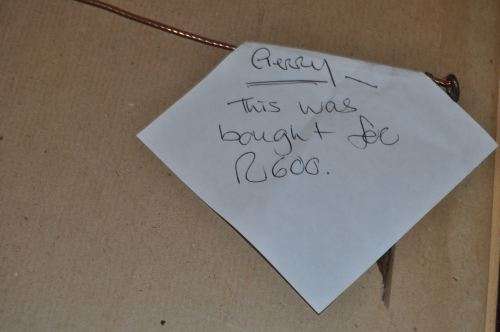 Gerry -
This was
bought for
R600.